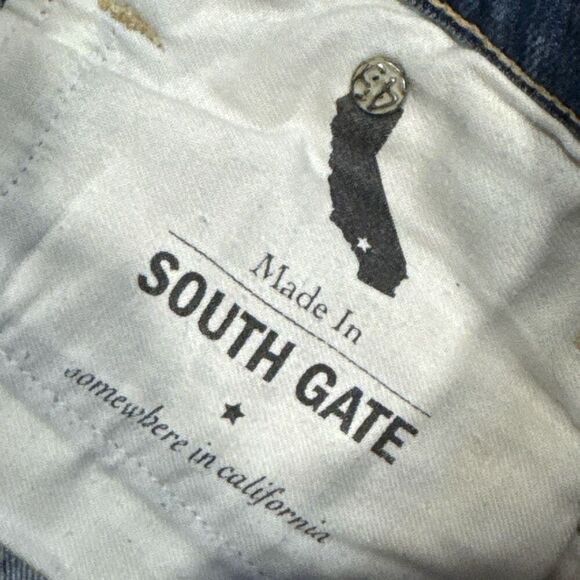 Made In
SOUTH GATE
somewhere in california